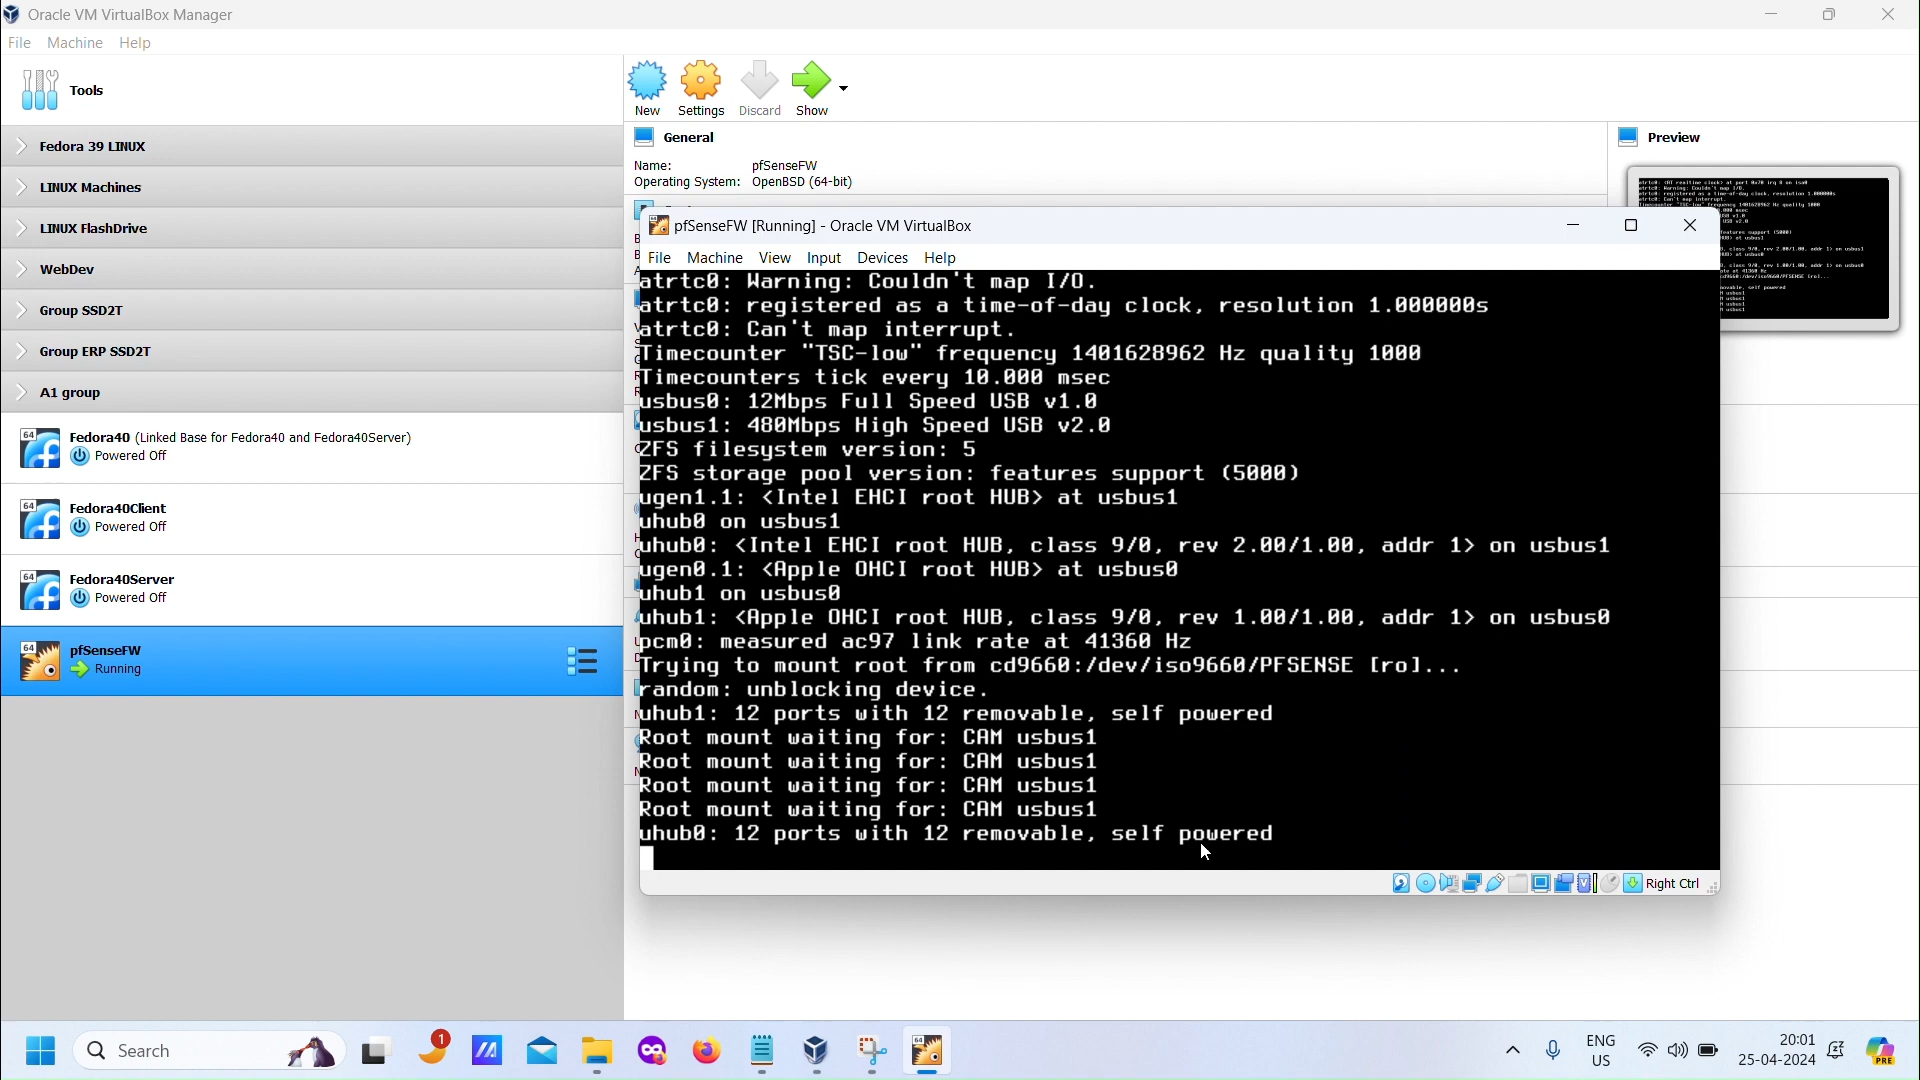 Oracle VM VirtualBox Manager
File Machine Help
Tools
New Settings Discard Show
Fedora 39 LINUX
LINUX Machines
LINUX FlashDrive
WebDev
Group SSD2T
Group ERP SSD2T
A1 group
64
Fedora40 (Linked Base for Fedora40 and Fedora40Server)
Powered Off
64
Fedora40Client
Powered Off
64
Fedora40Server
Powered Off
64
pfSenseFW
Running
General
Name: pfSenseFW
Operating System: OpenBSD (64-bit)
Preview
pfSenseFW [Running] - Oracle VM VirtualBox
File Machine View Input Devices Help
atrtc0: Warning: Couldn't map I/O.
atrtc0: registered as a time-of-day clock, resolution 1.000000s
atrtc0: Can't map interrupt.
Timecounter "TSC-low" frequency 1401628962 Hz quality 1000
Timecounters tick every 10.000 msec
usbus0: 12Mbps Full Speed USB v1.0
usbus1: 480Mbps High Speed USB v2.0
ZFS filesystem version: 5
ZFS storage pool version: features support (5000)
ugen1.1: <Intel EHCI root HUB> at usbus1
uhub0 on usbus1
uhub0: <Intel EHCI root HUB, class 9/0, rev 2.00/1.00, addr 1> on usbus1
ugen0.1: <Apple OHCI root HUB> at usbus0
uhub1 on usbus0
uhub1: <Apple OHCI root HUB, class 9/0, rev 1.00/1.00, addr 1> on usbus0
pcm0: measured ac97 link rate at 41360 Hz
Trying to mount root from cd9660:/dev/iso9660/PFSENSE [ro]...
random: unblocking device.
uhub1: 12 ports with 12 removable, self powered
Root mount waiting for: CAM usbus1
Root mount waiting for: CAM usbus1
Root mount waiting for: CAM usbus1
Root mount waiting for: CAM usbus1
uhub0: 12 ports with 12 removable, self powered
Right Ctrl
Search
1
ENG
US
20:01
25-04-2024
PRE